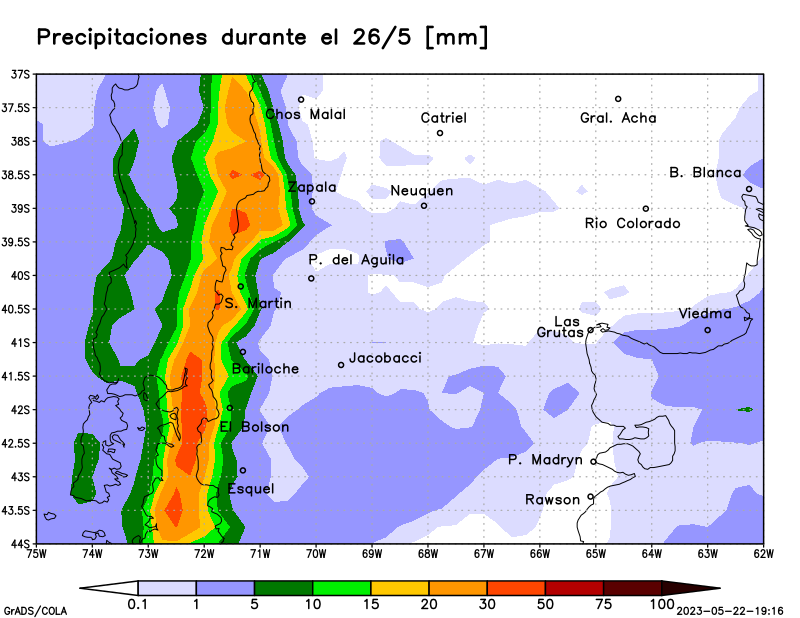 Precipitaciones durante el 26/5 [mm]
37S
37.5S
38S
38.5S
39S
39.5S
40S
40.5S
41S
41.5S
42S
42.5S
43S
43.5S
44S
Chos Malal
Catriel
Gral. Acha
B. Blanca
Zapala
Neuquen
Rio Colorado
P. del Aguila
S. Martin
Viedma
Las
Grutas
Bariloche
Jacobacci
El Bolson
P. Madryn
Esquel
Rawson
75W 74W 73W 72W 71W 70W 69W 68W 67W 66W 65W 64W 63W 62W
0.1 1 5 10 15 20 30 50 75 100
GrADS/COLA
2023-05-22-19:16